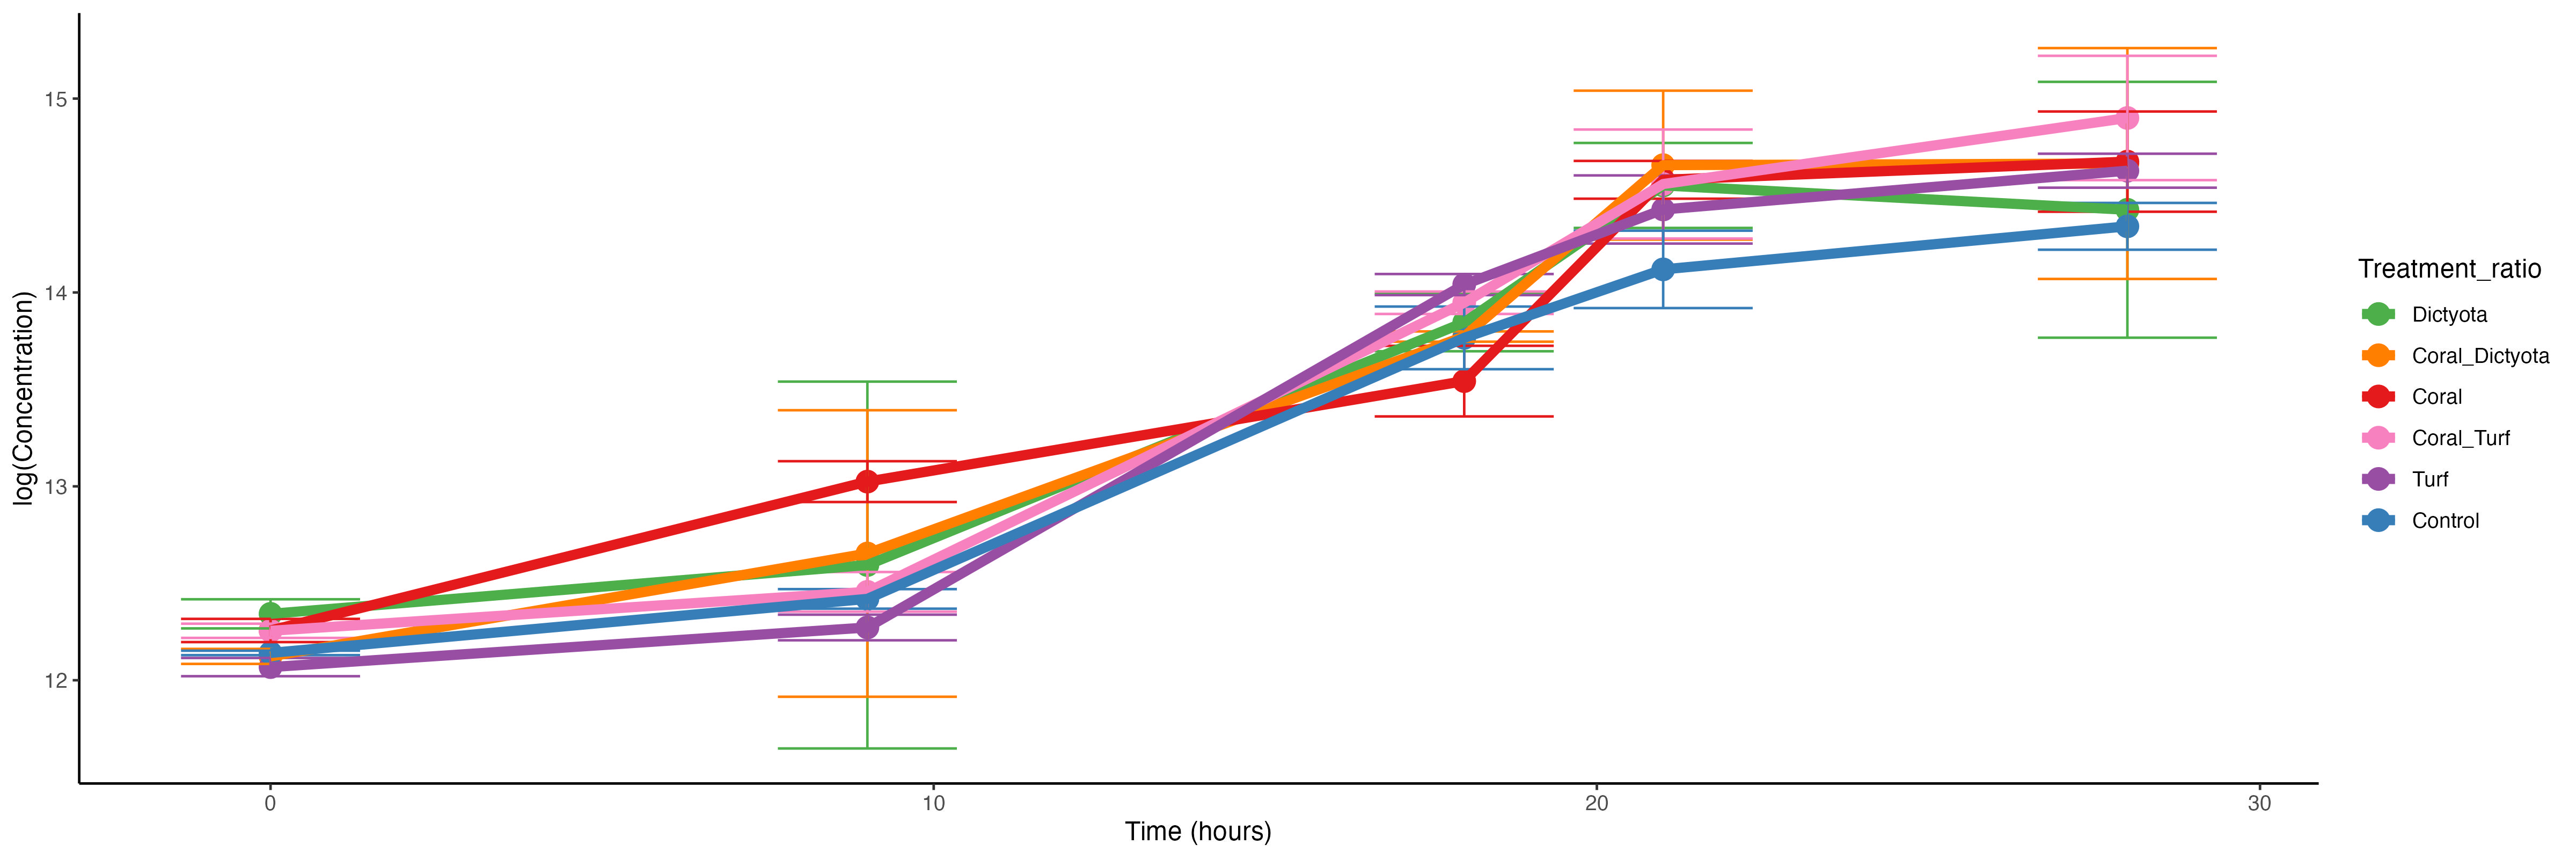 log(Concentration)
15
14
13
12
0
10
20
30
Time (hours)
Treatment_ratio
Dictyota
Coral_Dictyota
Coral
Coral_Turf
Turf
Control